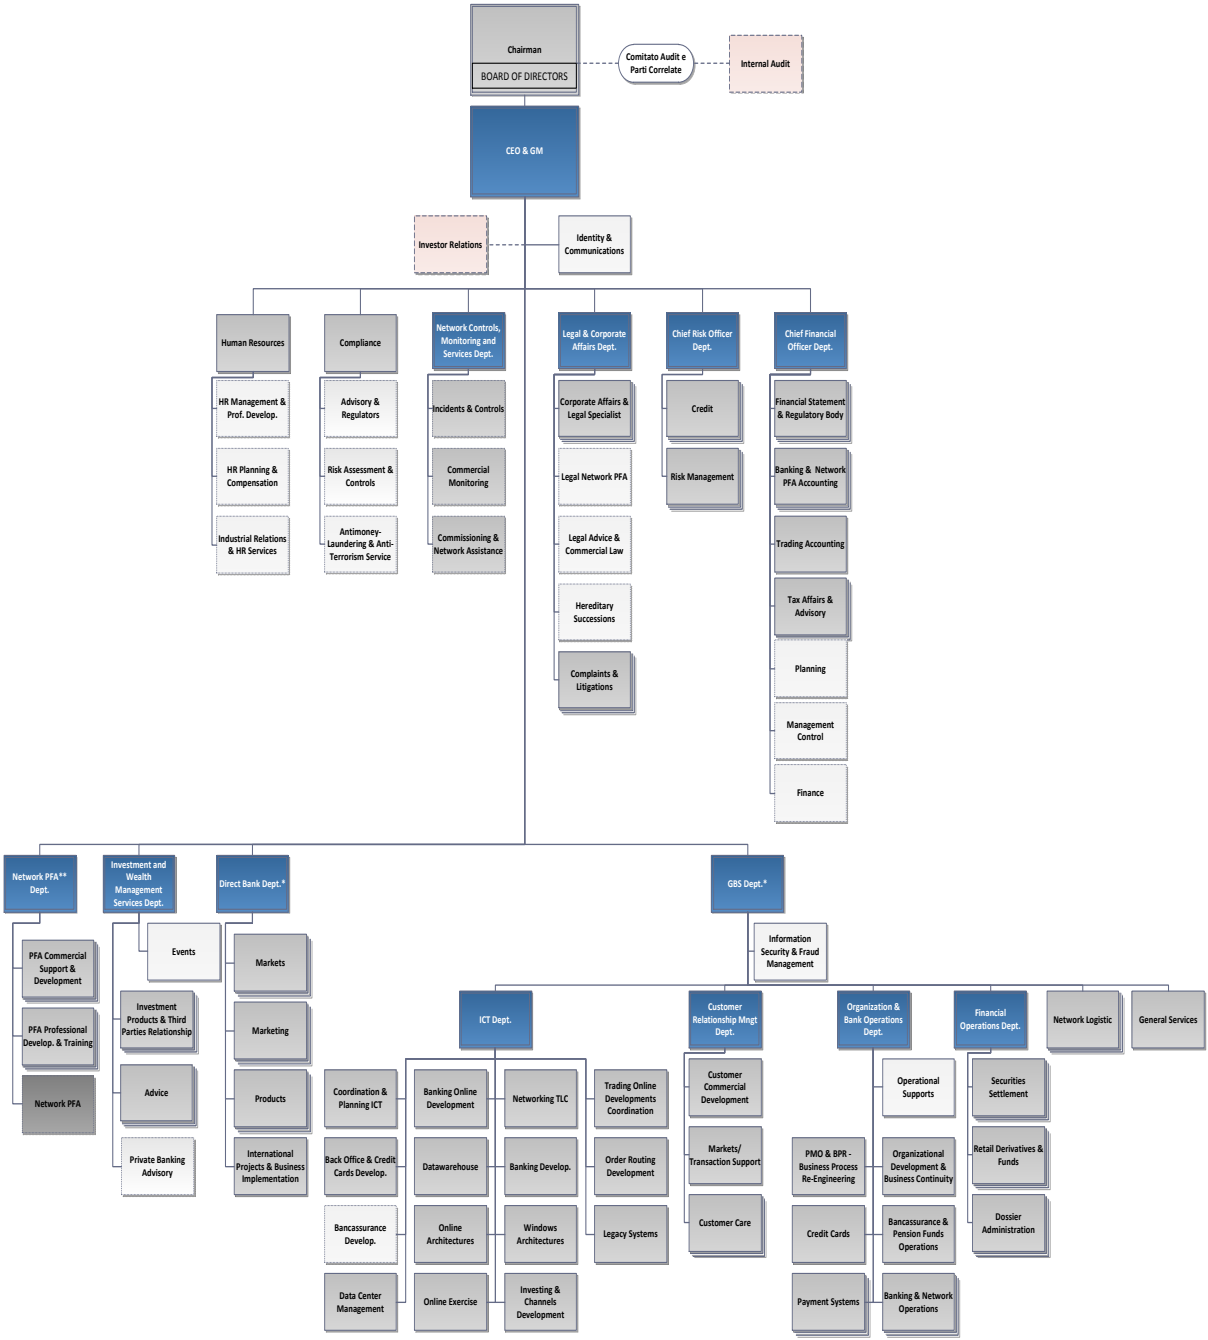 Chairman
BOARD OF DIRECTORS
Comitato Audit e
Parti Correlate
Internal Audit
CEO & GM
Investor Relations
Identity &
Communications
Human Resources
HR Management &
Prof. Develop.
HR Planning &
Compensation
Industrial Relations
& HR Services
Compliance
Advisory &
Regulators
Risk Assessment &
Controls
Antimoney-
Laundering & Anti-
Terrorism Service
Network Controls,
Monitoring and
Services Dept.
Incidents & Controls
Commercial
Monitoring
Commissioning &
Network Assistance
Legal & Corporate
Affairs Dept.
Corporate Affairs &
Legal Specialist
Legal Network PFA
Legal Advice &
Commercial Law
Hereditary
Successions
Complaints &
Litigations
Chief Risk Officer
Dept.
Credit
Risk Management
Chief Financial
Officer Dept.
Financial Statement
& Regulatory Body
Banking & Network
PFA Accounting
Trading Accounting
Tax Affairs &
Advisory
Planning
Management
Control
Finance
Network PFA**
Dept.
PFA Commercial
Support &
Development
PFA Professional
Develop. & Training
Network PFA
Investment and
Wealth
Management
Services Dept.
Events
Investment
Products & Third
Parties Relationship
Advice
Private Banking
Advisory
Direct Bank Dept.*
Markets
Marketing
Products
International
Projects & Business
Implementation
GBS Dept.*
Information
Security & Fraud
Management
ICT Dept.
Coordination &
Planning ICT
Back Office & Credit
Cards Develop.
Bancassurance
Develop.
Data Center
Management
Banking Online
Development
Datawarehouse
Online
Architectures
Online Exercise
Networking TLC
Banking Develop.
Windows
Architectures
Investing &
Channels
Development
Trading Online
Developments
Coordination
Order Routing
Development
Legacy Systems
Customer
Relationship Mngt
Dept.
Customer
Commercial
Development
Markets/
Transaction Support
Customer Care
Organization &
Bank Operations
Dept.
Operational
Supports
PMO & BPR -
Business Process
Re-Engineering
Organizational
Development &
Business Continuity
Credit Cards
Bancassurance &
Pension Funds
Operations
Payment Systems
Banking & Network
Operations
Financial
Operations Dept.
Securities
Settlement
Retail Derivatives &
Funds
Dossier
Administration
Network Logistic
General Services